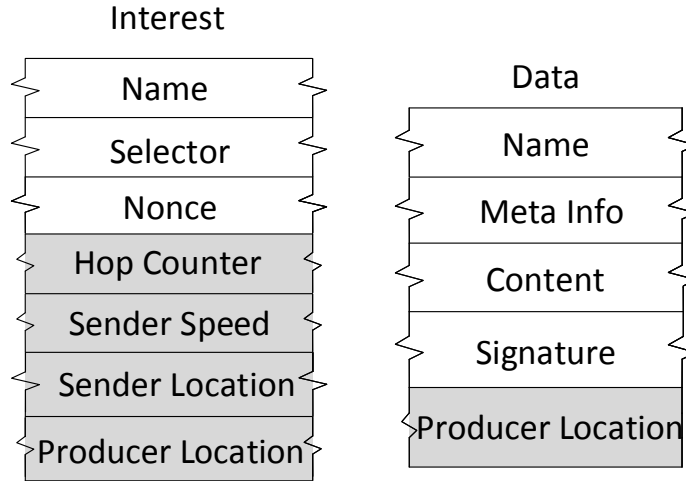 Interest
Name
Selector
Nonce
Hop Counter
Sender Speed
Sender Location
Producer Location
Data
Name
Meta Info
Content
Signature
Producer Location